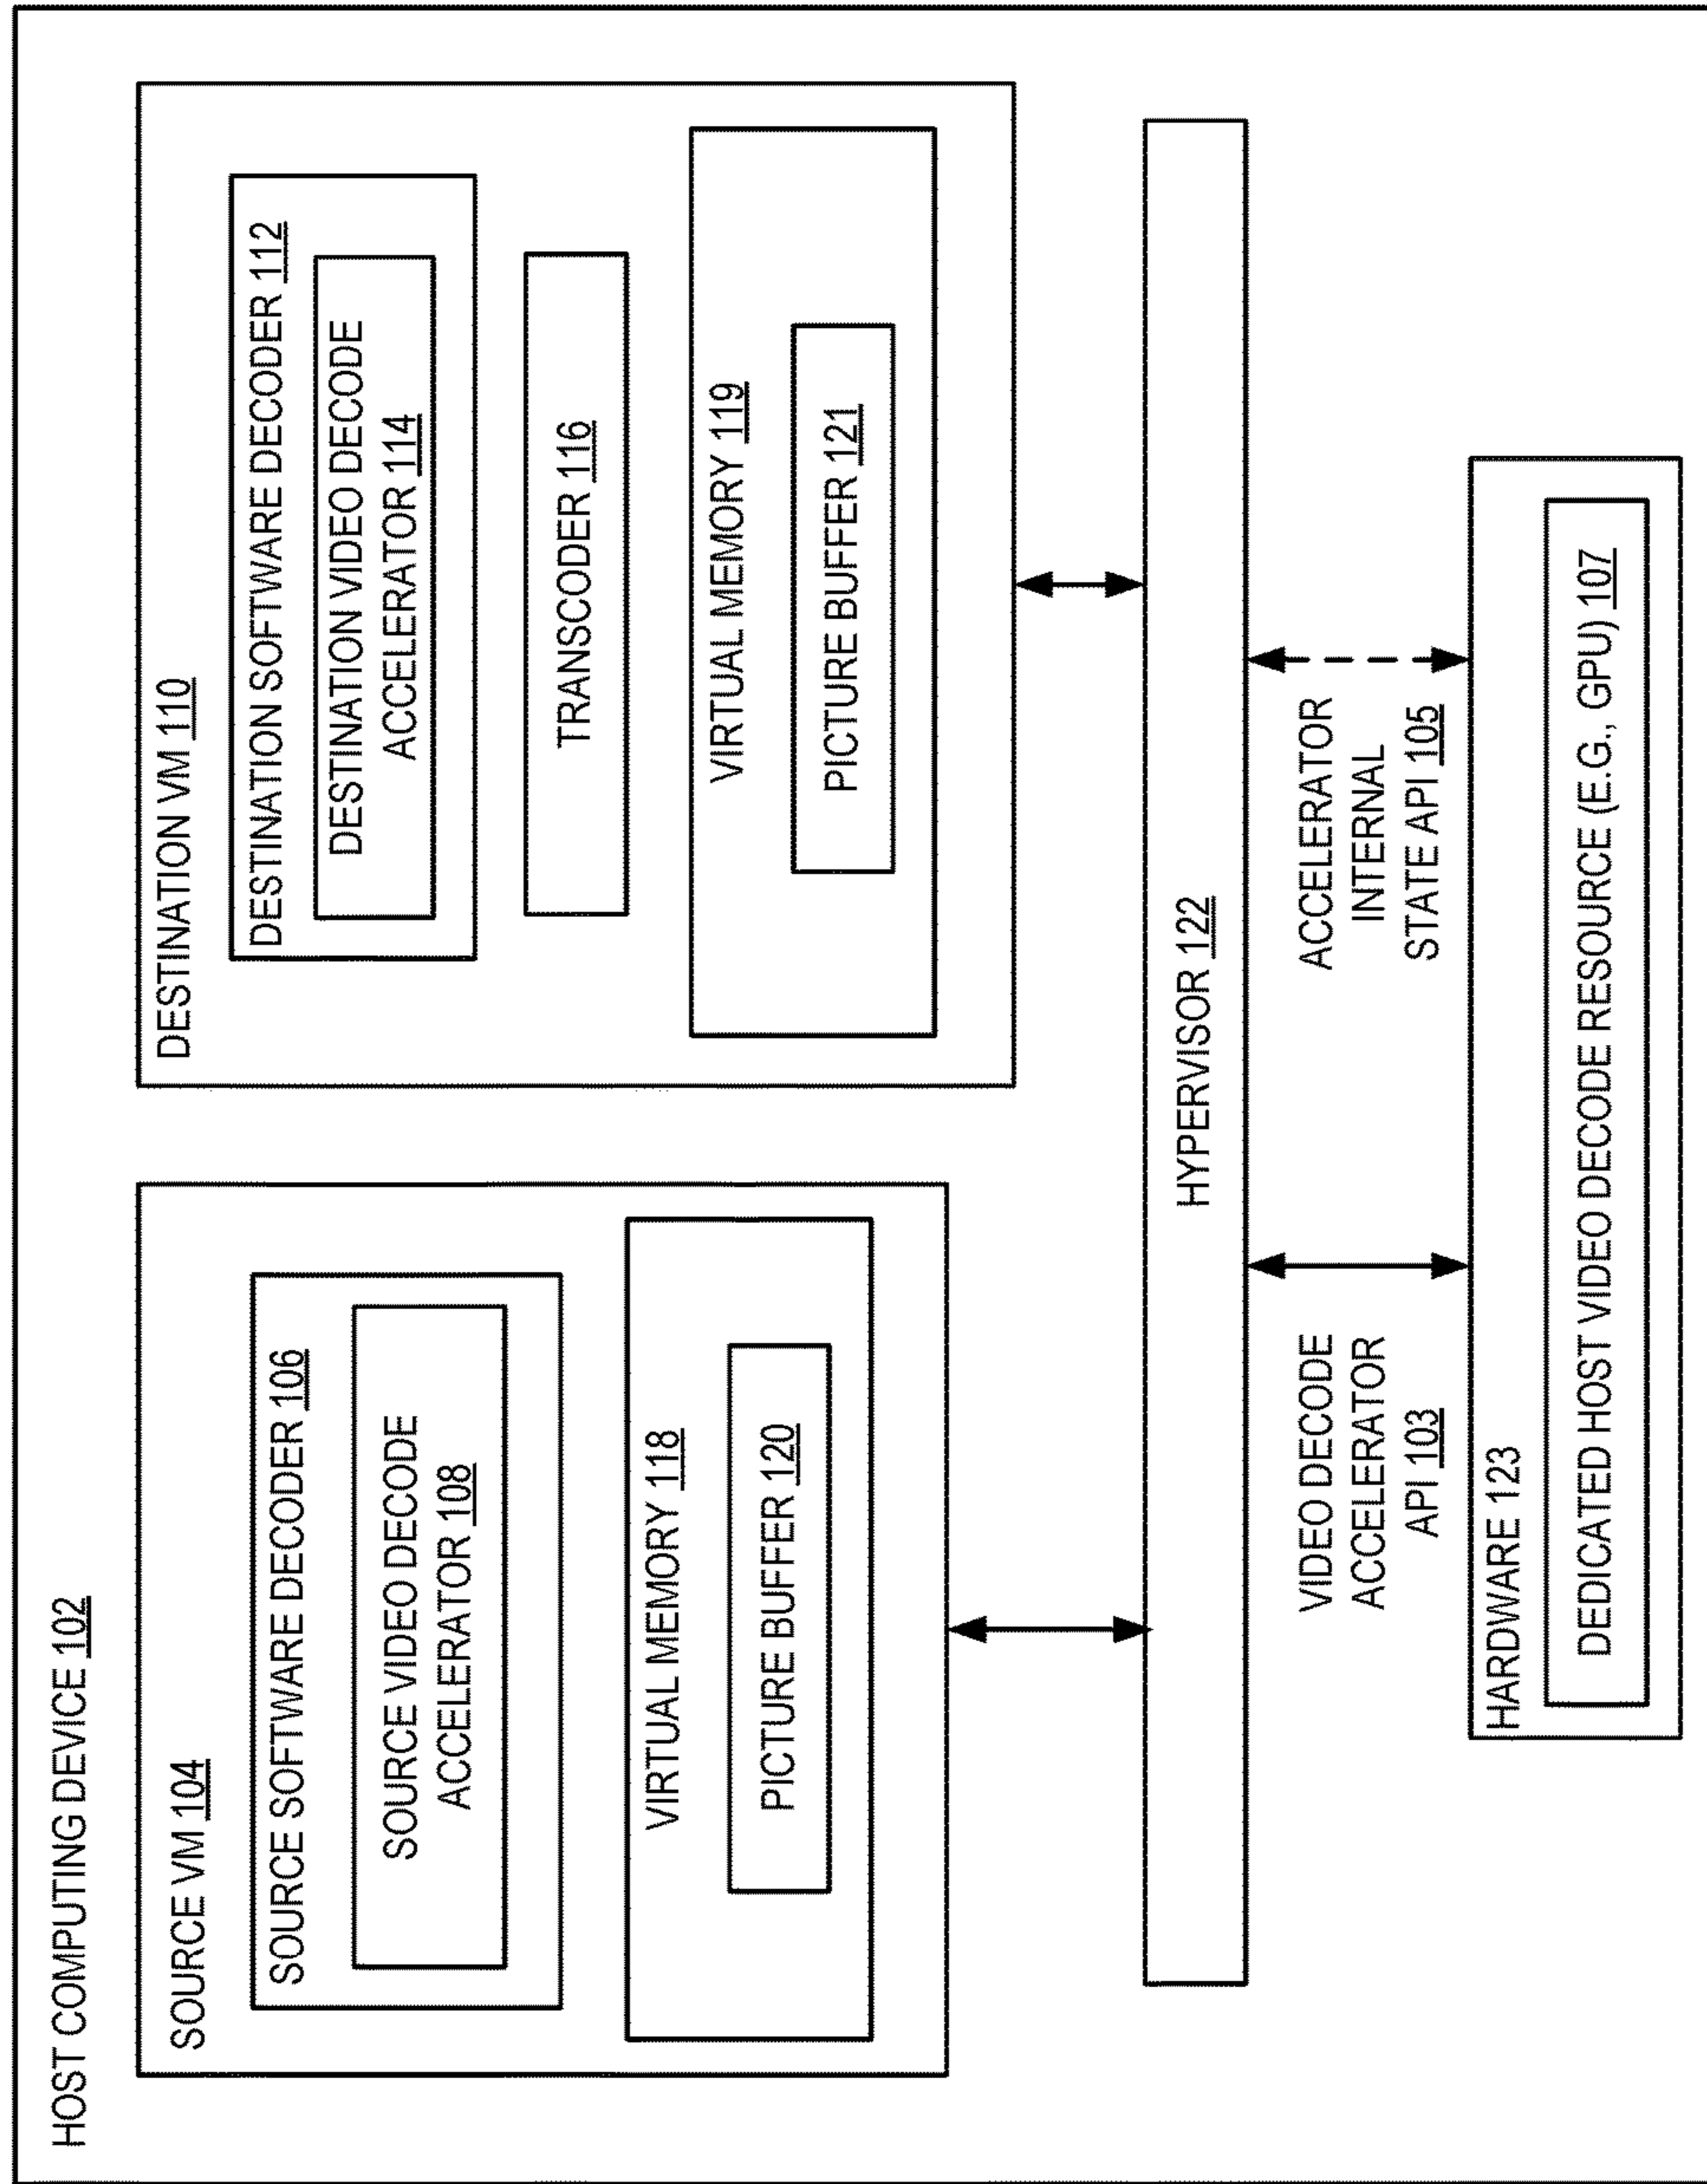 HOST COMPUTING DEVICE 102
SOURCE VM 104
SOURCE SOFTWARE DECODER 106
SOURCE VIDEO DECODE
ACCELERATOR 108
VIRTUAL MEMORY 118
PICTURE BUFFER 120
DESTINATION VM 110
DESTINATION SOFTWARE DECODER 112
DESTINATION VIDEO DECODE
ACCELERATOR 114
TRANSCODER 116
VIRTUAL MEMORY 119
PICTURE BUFFER 121
HYPERVISOR 122
VIDEO DECODE
ACCELERATOR
API 103
ACCELERATOR
INTERNAL
STATE API 105
HARDWARE 123
DEDICATED HOST VIDEO DECODE RESOURCE (E.G., GPU) 107